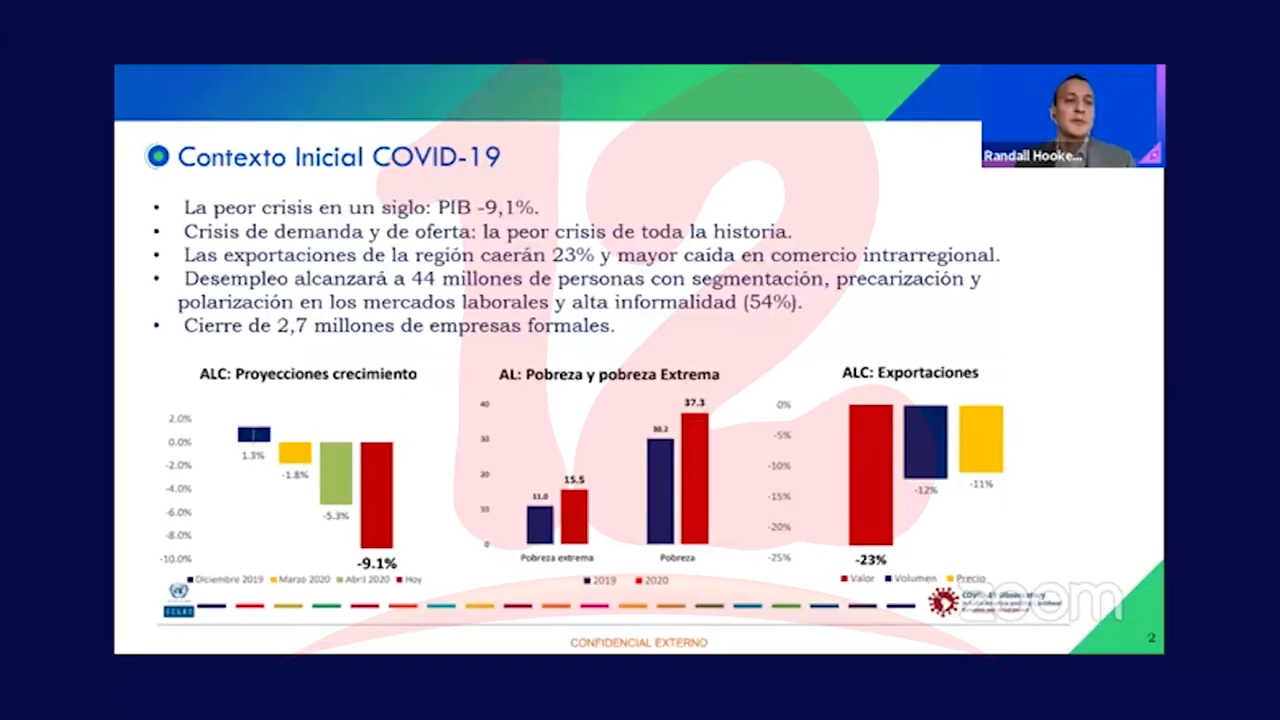 Randall Hooke...
Contexto Inicial COVID-19
• La peor crisis en un siglo: PIB -9,1%.
• Crisis de demanda y de oferta: la peor crisis de toda la historia.
• Las exportaciones de la región caerán 23% y mayor caída en comercio intrarregional.
• Desempleo alcanzará a 44 millones de personas con segmentación, precarización y
polarización en los mercados laborales y alta informalidad (54%).
• Cierre de 2,7 millones de empresas formales.
ALC: Proyecciones crecimiento
2.0%
0.0%
-2.0%
-4.0%
-6.0%
-8.0%
-10.0%
1.3%
-1.8%
-5.3%
-9.1%
Diciembre 2019 Marzo 2020 Abril 2020 Hoy
AL: Pobreza y pobreza Extrema
40
30
20
10
0
11.0
15.5
30.2
37.3
Pobreza extrema Pobreza
2019 2020
ALC: Exportaciones
0%
-5%
-10%
-15%
-20%
-25%
-23%
-12%
-11%
Valor Volumen Precio
COVID-19 Observatory
zoom
CONFIDENCIAL EXTERNO
2
12